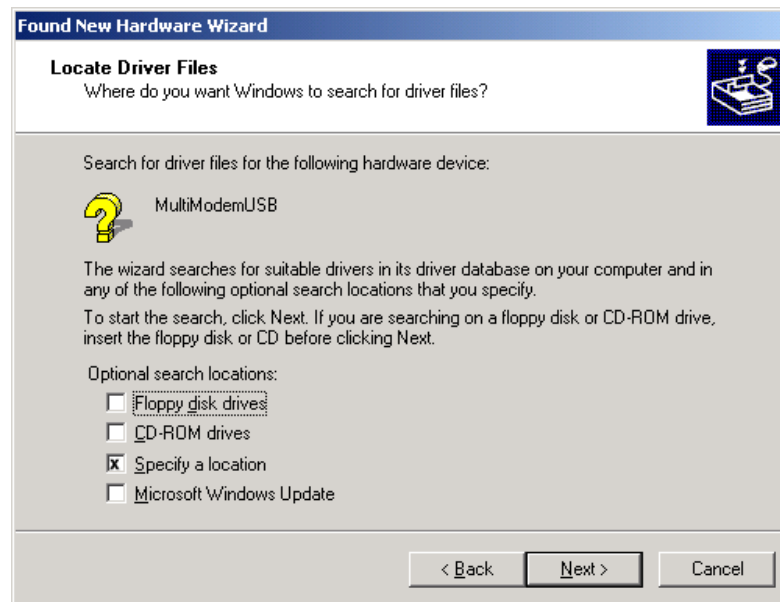 Found New Hardware Wizard
Locate Driver Files
Where do you want Windows to search for driver files?
Search for driver files for the following hardware device:
MultiModemUSB
The wizard searches for suitable drivers in its driver database on your computer and in
any of the following optional search locations that you specify.
To start the search, click Next. If you are searching on a floppy disk or CD-ROM drive,
insert the floppy disk or CD before clicking Next.
Optional search locations:
Floppy disk drives
CD-ROM drives
Specify a location
Microsoft Windows Update
< Back Next > Cancel